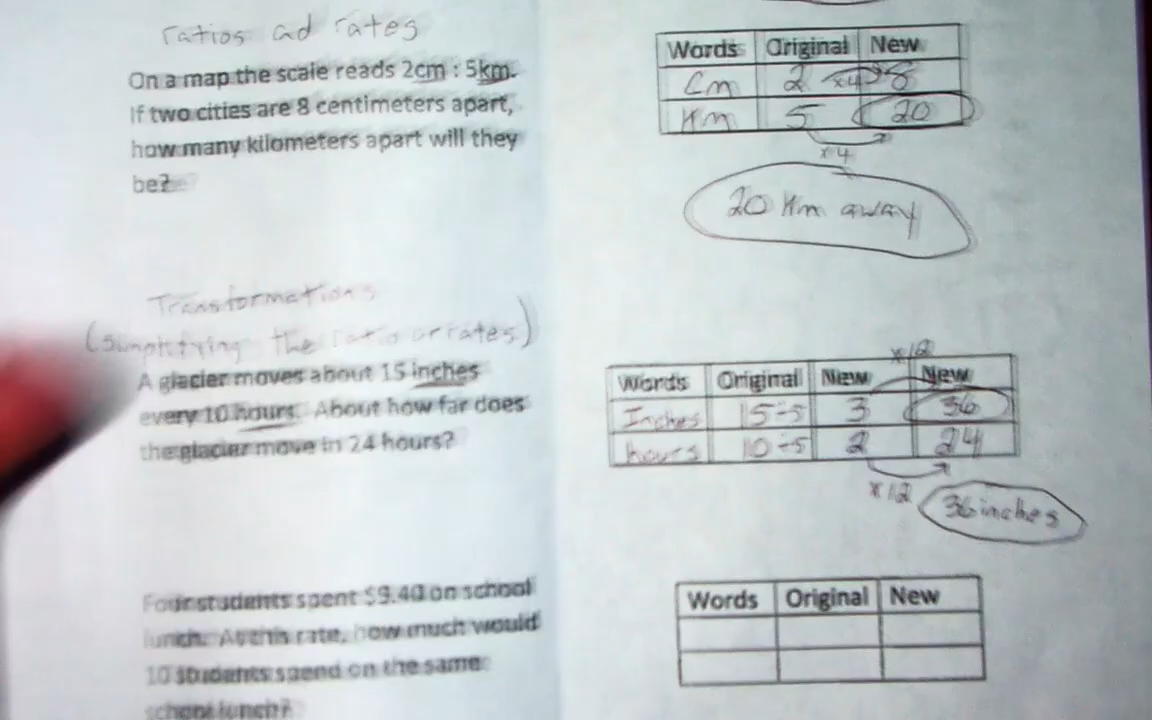 ratios ad rates
On a map the scale reads 2cm : 5km.
If two cities are 8 centimeters apart,
how many kilometers apart will they
be?
Words Original New
Cm 2 x4 8
Km 5 20
x4
20 Km away
Transformations
(Simplifying the ratio or rates)
A glacier moves about 15 inches
every 10 hours. About how far does
the glacier move in 24 hours?
x12
Words Original New New
Inches 15÷5 3 36
hours 10÷5 2 24
x12
36 inches
Four students spent $9.40 on school
lunch. At this rate, how much would
10 students spend on the same
school lunch?
Words Original New